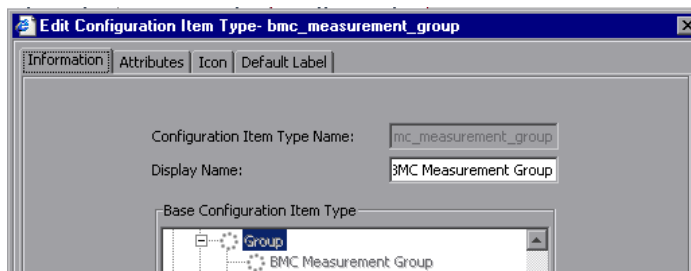 Edit Configuration Item Type- bmc_measurement_group
Information Attributes Icon Default Label
Configuration Item Type Name: mc_measurement_group
Display Name: BMC Measurement Group
Base Configuration Item Type
Group
BMC Measurement Group